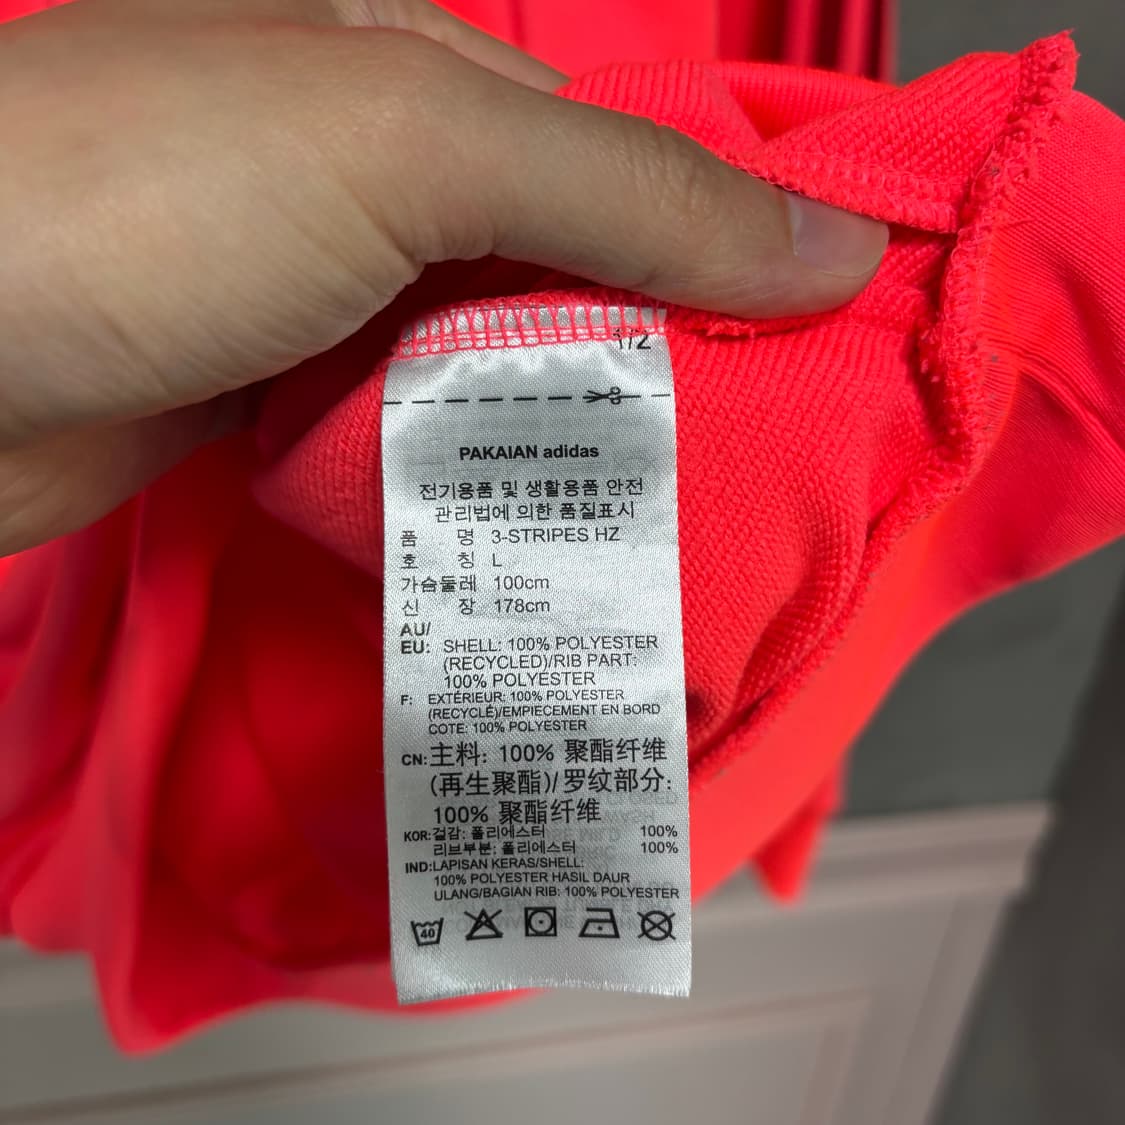 1/2
PAKAIAN adidas
전기용품 및 생활용품 안전
관리법에 의한 품질표시
품 명 3-STRIPES HZ
호 칭 L
가슴둘레 100cm
신 장 178cm
AU/
EU: SHELL: 100% POLYESTER
(RECYCLED)/RIB PART:
100% POLYESTER
F: EXTÉRIEUR: 100% POLYESTER
(RECYCLÉ)/EMPIECEMENT EN BORD
COTE: 100% POLYESTER
CN: 主料: 100% 聚酯纤维
(再生聚酯)/ 罗纹部分:
100% 聚酯纤维
KOR: 겉감: 폴리에스터 100%
리브부분: 폴리에스터 100%
IND: LAPISAN KERAS/SHELL:
100% POLYESTER HASIL DAUR
ULANG/BAGIAN RIB: 100% POLYESTER
40